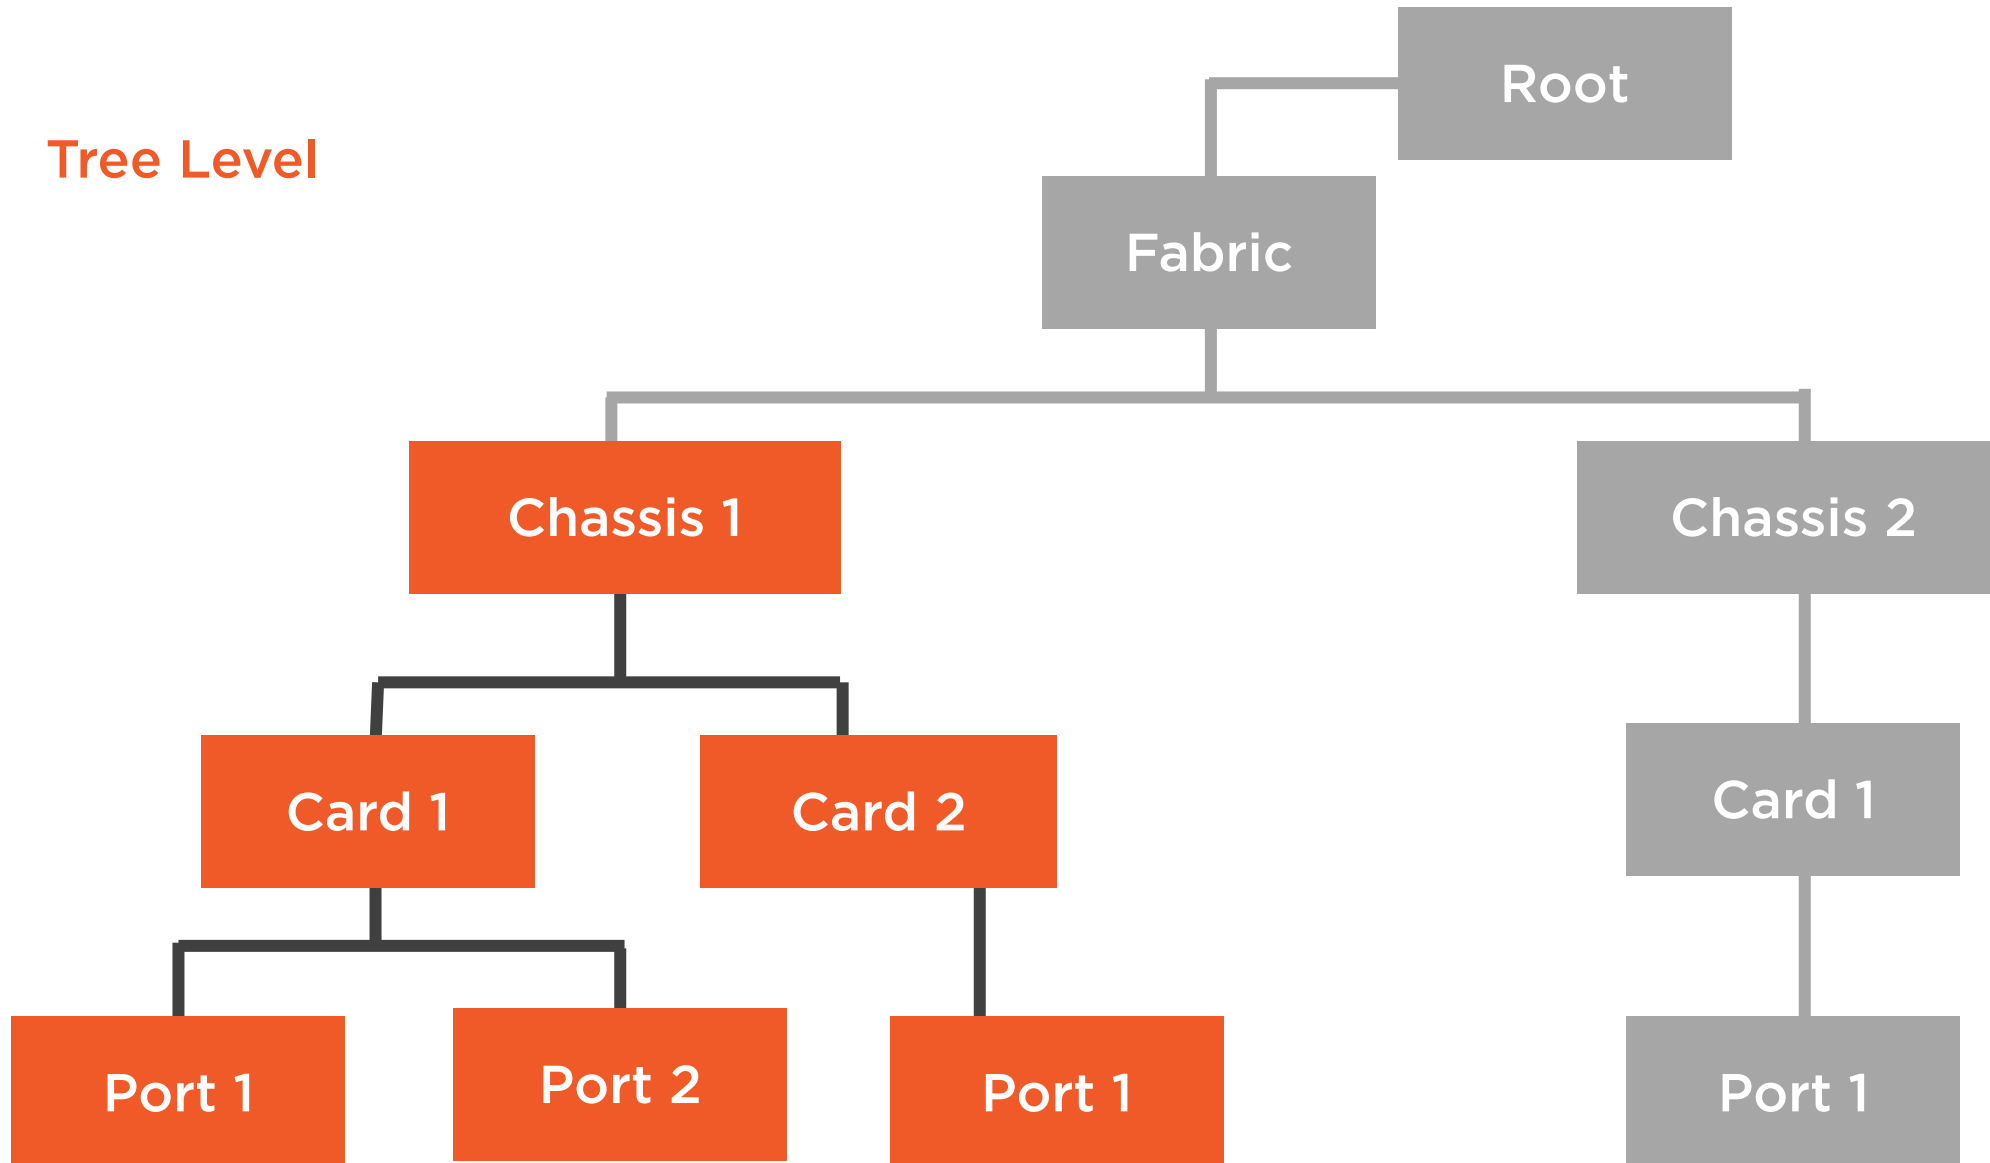 Root
Tree Level
Fabric
Chassis 1
Chassis 2
Card 1
Card 2
Card 1
Port 1
Port 2
Port 1
Port 1